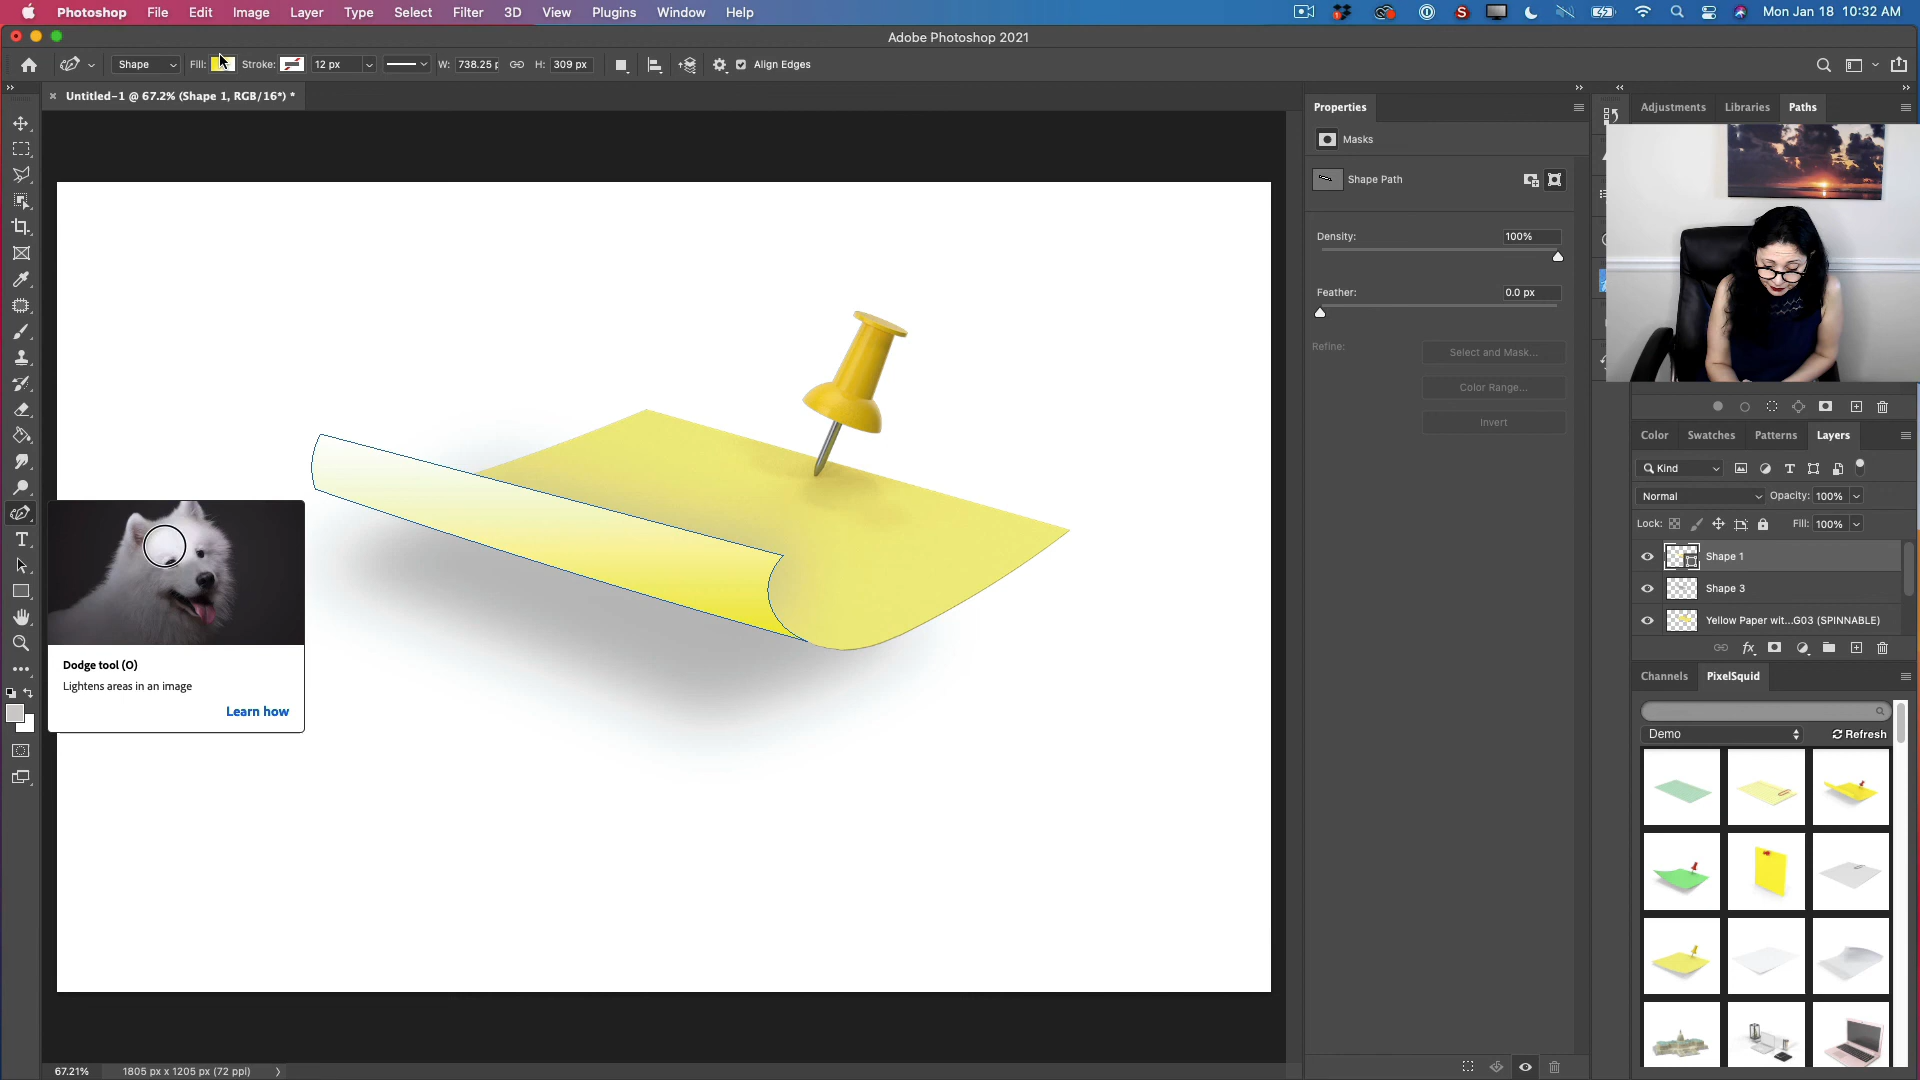 Photoshop File Edit Image Layer Type Select Filter 3D View Plugins Window Help Mon Jan 18 10:32 AM
Adobe Photoshop 2021
Shape Fill: Stroke: 12 px W: 738.25 p H: 309 px Align Edges
Untitled-1 @ 67.2% (Shape 1, RGB/16*) *
Properties
Adjustments Libraries Paths
Masks
Shape Path
Density: 100%
Feather: 0.0 px
Refine: Select and Mask...
Color Range...
Invert
Color Swatches Patterns Layers
Kind
Normal Opacity: 100%
Lock: Fill: 100%
Shape 1
Shape 3
Yellow Paper wit...G03 (SPINNABLE)
fx
Channels PixelSquid
Demo Refresh
Dodge tool (O)
Lightens areas in an image
Learn how
67.21% 1805 px x 1205 px (72 ppi)